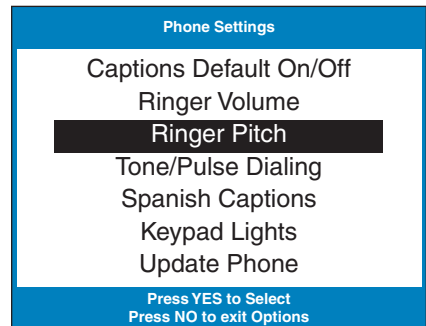 Phone Settings
Captions Default On/Off
Ringer Volume
Ringer Pitch
Tone/Pulse Dialing
Spanish Captions
Keypad Lights
Update Phone
Press YES to Select
Press NO to exit Options